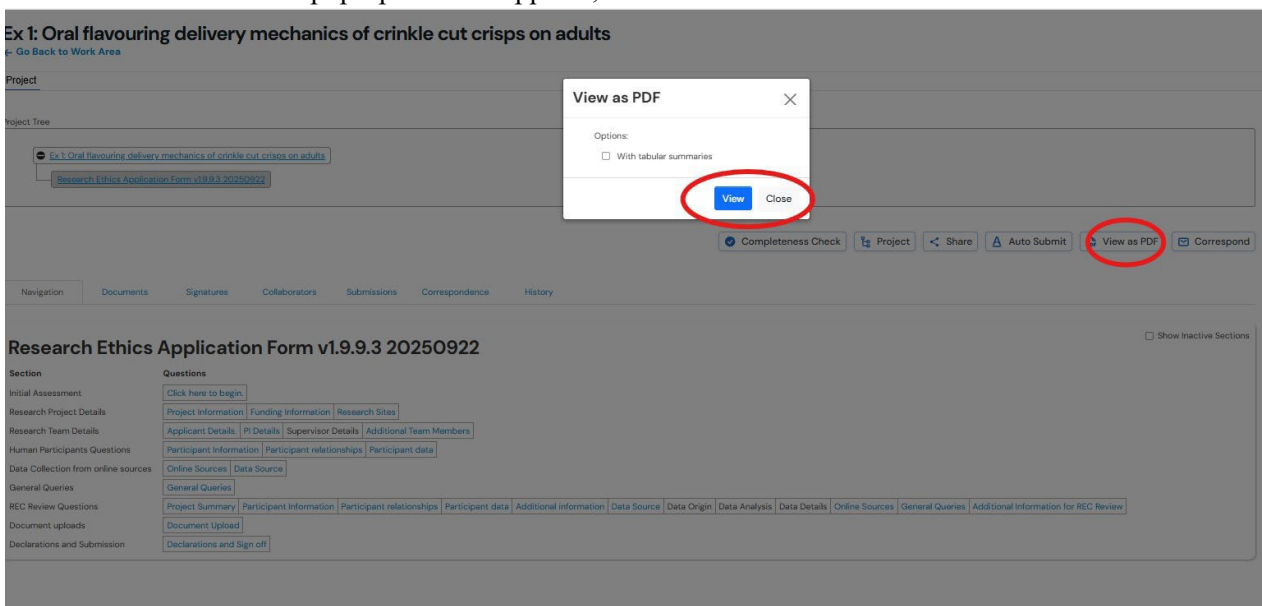 Ex 1: Oral flavouring delivery mechanics of crinkle cut crisps on adults
← Go Back to Work Area
Project
Project Tree
Ex 1: Oral flavouring delivery mechanics of crinkle cut crisps on adults
Research Ethics Application Form v1.9.9.3 20250922
View as PDF
Options:
With tabular summaries
View Close
Completeness Check Project Share Auto Submit View as PDF Correspond
Navigation Documents Signatures Collaborators Submissions Correspondence History
Show Inactive Sections
Research Ethics Application Form v1.9.9.3 20250922
Section Questions
Initial Assessment Click here to begin.
Research Project Details Project Information Funding Information Research Sites
Research Team Details Applicant Details. PI Details Supervisor Details Additional Team Members
Human Participants Questions Participant Information Participant relationships Participant data
Data Collection from online sources Online Sources Data Source
General Queries General Queries
REC Review Questions Project Summary Participant Information Participant relationships Participant data Additional information Data Source Data Origin Data Analysis Data Details Online Sources General Queries Additional Information for REC Review
Document uploads Document Upload
Declarations and Submission Declarations and Sign off